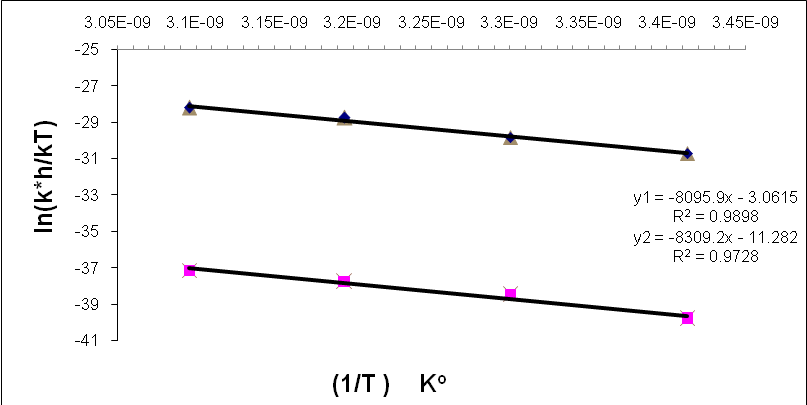 3.05E-09 3.1E-09 3.15E-09 3.2E-09 3.25E-09 3.3E-09 3.35E-09 3.4E-09 3.45E-09
-25
-27
-29
-31
-33
-35
-37
-39
-41
ln(k*h/kT)
y1 = -8095.9x - 3.0615
R² = 0.9898
y2 = -8309.2x - 11.282
R² = 0.9728
(1/T ) Kº